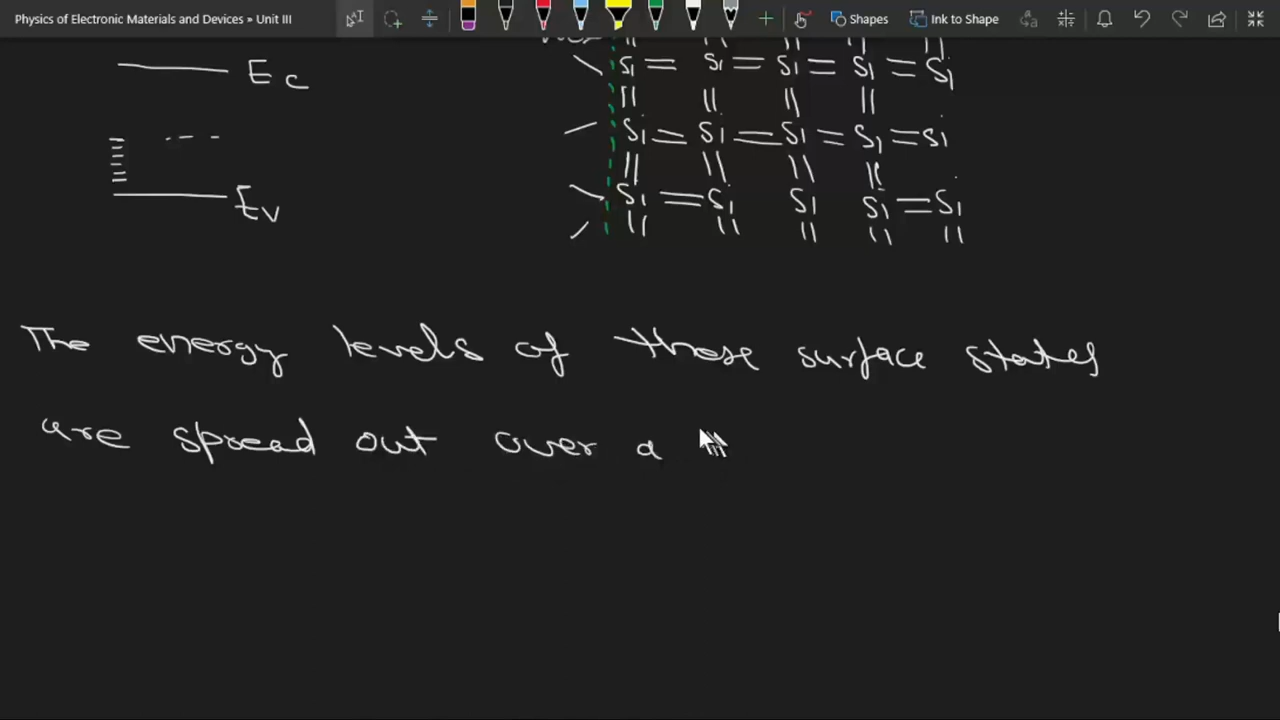 Physics of Electronic Materials and Devices » Unit III
Shapes
Ink to Shape
Ec
Si = Si = Si = Si = Si
Si = Si = Si = Si = Si
Ev
Si = Si Si Si = Si
The energy levels of these surface states
are spread out over a